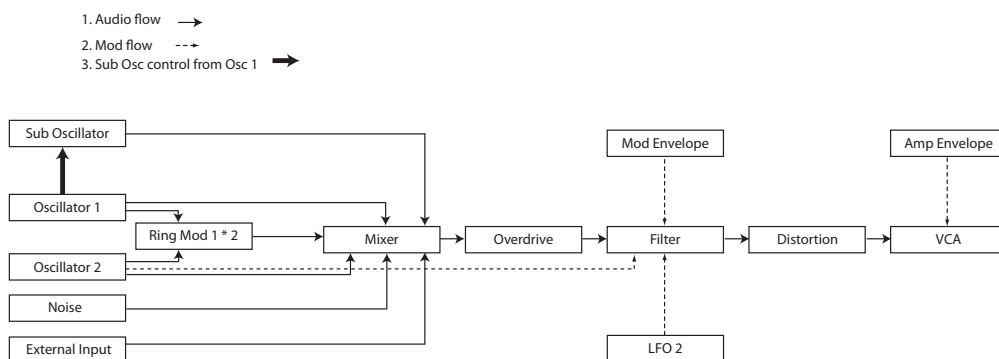 1. Audio flow
2. Mod flow
3. Sub Osc control from Osc 1
Sub Oscillator
Mod Envelope
Amp Envelope
Oscillator 1
Ring Mod 1 * 2
Mixer
Overdrive
Filter
Distortion
VCA
Oscillator 2
Noise
External Input
LFO 2